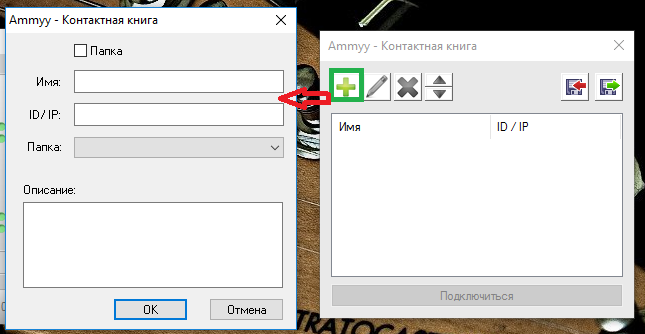 Ammyy - Контактная книга
Папка
Имя:
ID/ IP:
Папка:
Описание:
OK
Отмена
Ammyy - Контактная книга
Имя
ID / IP
Подключиться